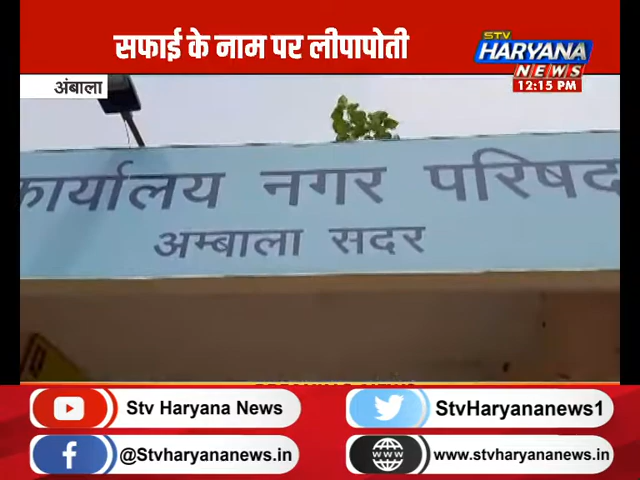 सफाई के नाम पर लीपापोती
STV
HARYANA
NEWS
12:15 PM
अंबाला
कार्यालय नगर परिषद
अम्बाला सदर
Stv Haryana News
StvHaryananews1
@Stvharyananews.in
www.stvharyananews.in